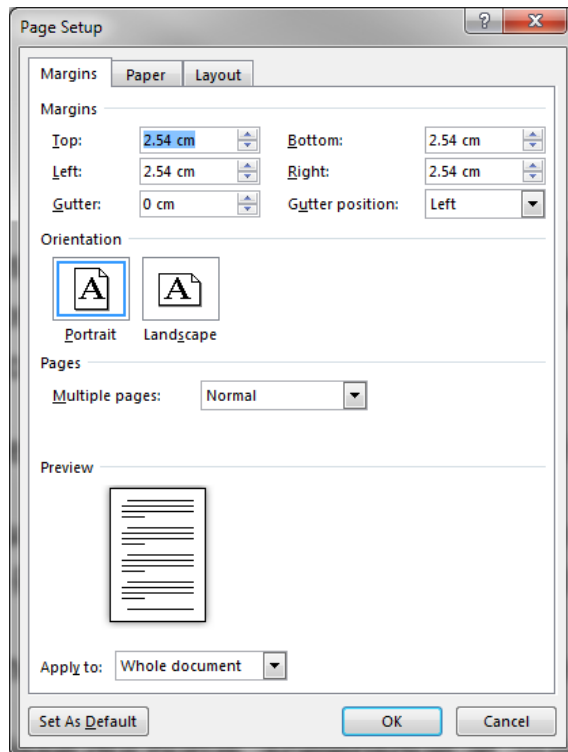 Page Setup
Margins Paper Layout
Margins
Top: 2.54 cm Bottom: 2.54 cm
Left: 2.54 cm Right: 2.54 cm
Gutter: 0 cm Gutter position: Left
Orientation
A A
Portrait Landscape
Pages
Multiple pages: Normal
Preview
Apply to: Whole document
Set As Default OK Cancel